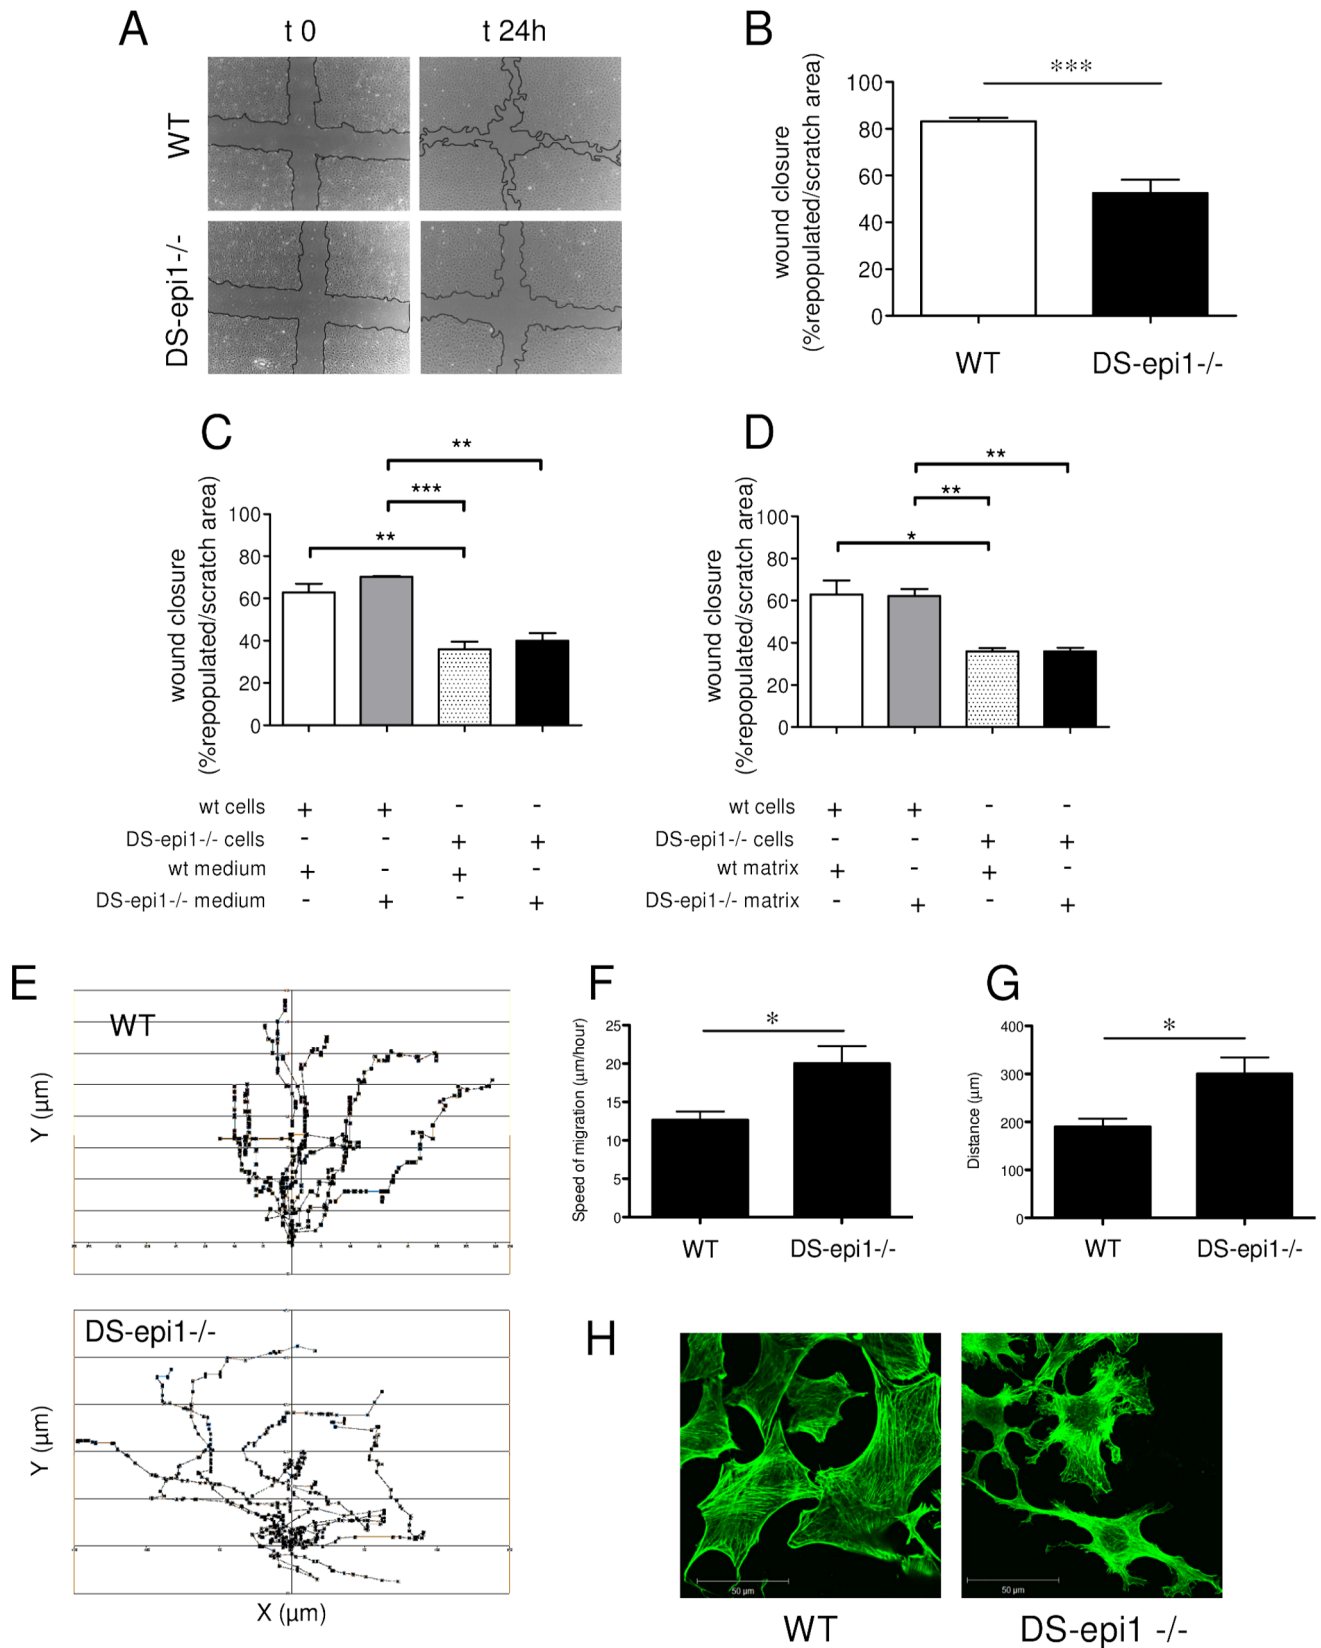 A
t 0
t 24h
WT
DS-epi1-/-
B
wound closure
(%repopulated/scratch area)
100
80
60
40
20
0
***
WT
DS-epi1-/-
C
wound closure
(%repopulated/scratch area)
100
80
60
40
20
0
**
***
**
wt cells + + - -
DS-epi1-/- cells - - + +
wt medium + - + -
DS-epi1-/- medium - + - +
D
wound closure
(%repopulated/scratch area)
100
80
60
40
20
0
**
**
*
wt cells + + - -
DS-epi1-/- cells - - + +
wt matrix + - + -
DS-epi1-/- matrix - + - +
E
WT
Y (µm)
DS-epi1-/-
Y (µm)
X (µm)
F
Speed of migration (µm/hour)
25
20
15
10
5
0
*
WT
DS-epi1-/-
G
Distance (µm)
400
300
200
100
0
*
WT
DS-epi1-/-
H
50 µm
50 µm
WT
DS-epi1 -/-